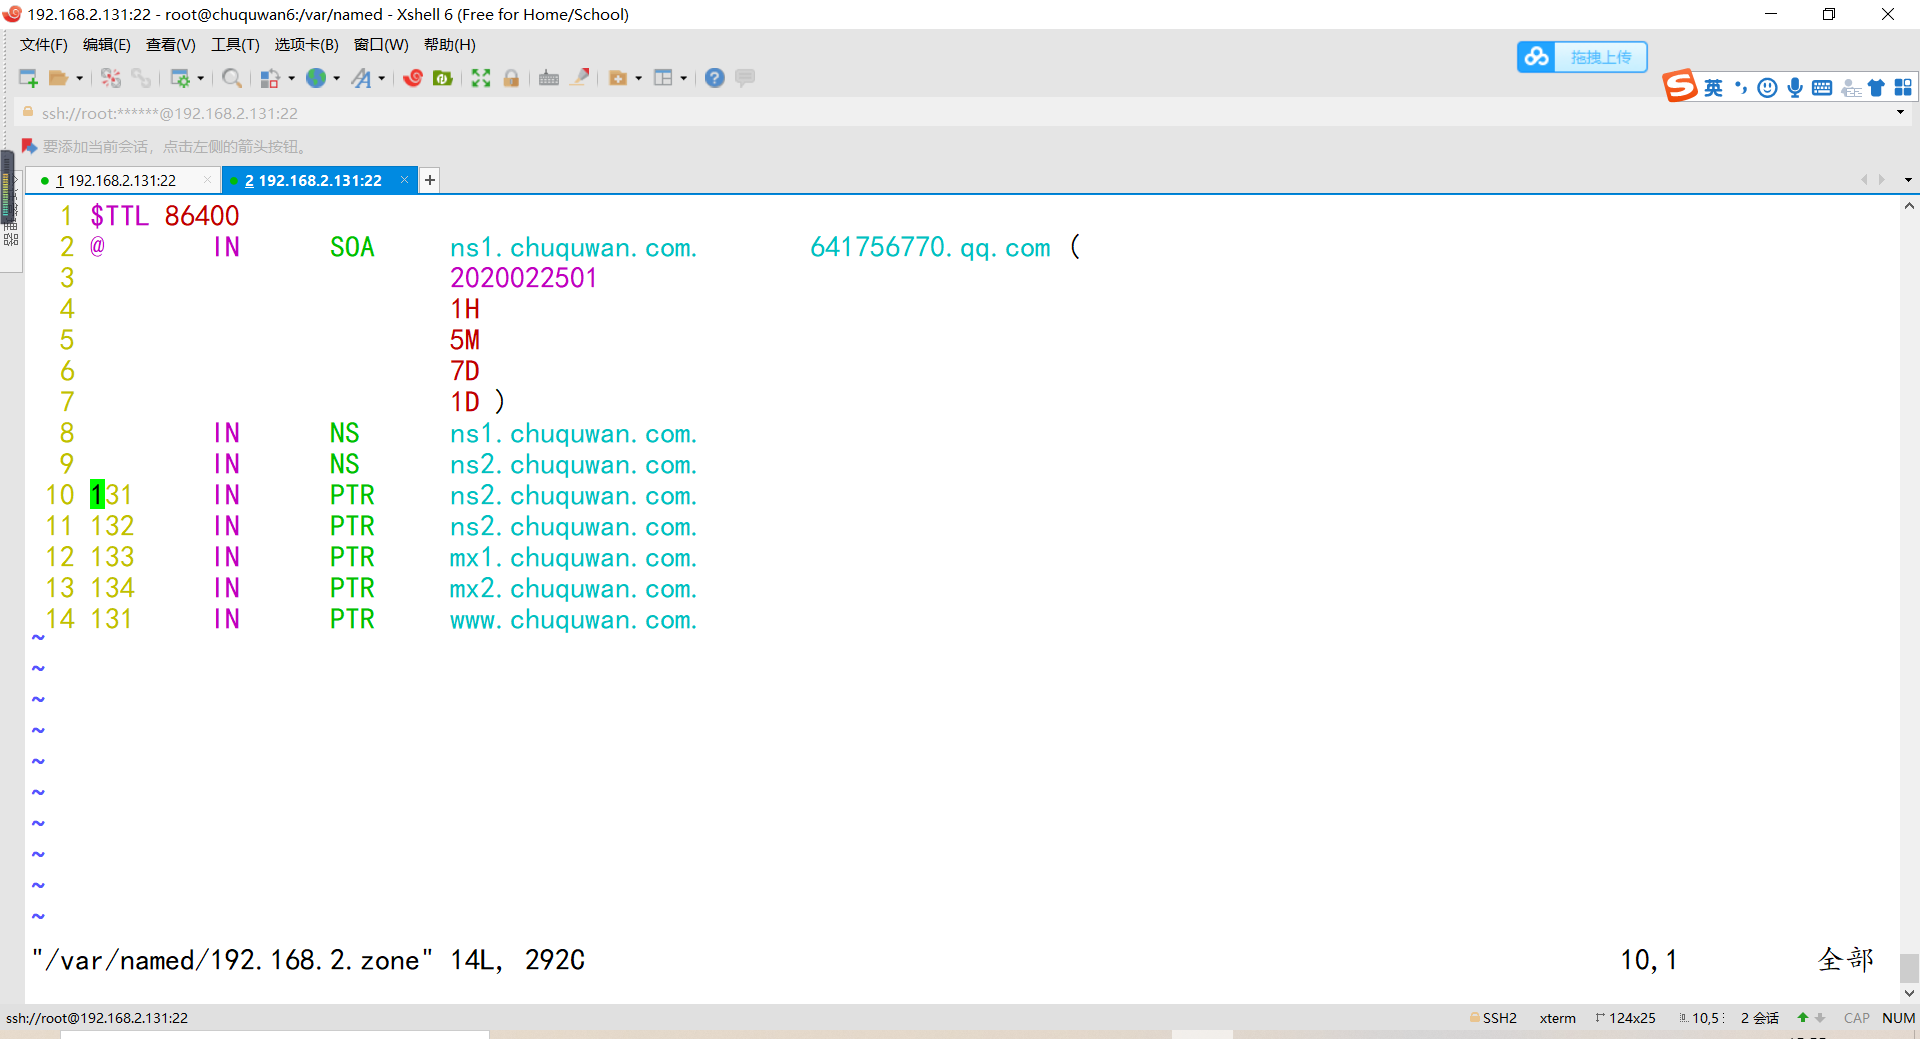 192.168.2.131:22 - root@chuquwan6:/var/named - Xshell 6 (Free for Home/School)
文件(F) 编辑(E) 查看(V) 工具(T) 选项卡(B) 窗口(W) 帮助(H)
拖拽上传
英
ssh://root:******@192.168.2.131:22
要添加当前会话，点击左侧的箭头按钮。
1 192.168.2.131:22 2 192.168.2.131:22 +
1 $TTL 86400
2 @ IN SOA ns1.chuquwan.com. 641756770.qq.com (
3 2020022501
4 1H
5 5M
6 7D
7 1D )
8 IN NS ns1.chuquwan.com.
9 IN NS ns2.chuquwan.com.
10 131 IN PTR ns2.chuquwan.com.
11 132 IN PTR ns2.chuquwan.com.
12 133 IN PTR mx1.chuquwan.com.
13 134 IN PTR mx2.chuquwan.com.
14 131 IN PTR www.chuquwan.com.
~
~
~
~
~
~
~
~
~
~
"/var/named/192.168.2.zone" 14L, 292C 10,1 全部
ssh://root@192.168.2.131:22 SSH2 xterm 124x25 10,5 2 会话 CAP NUM